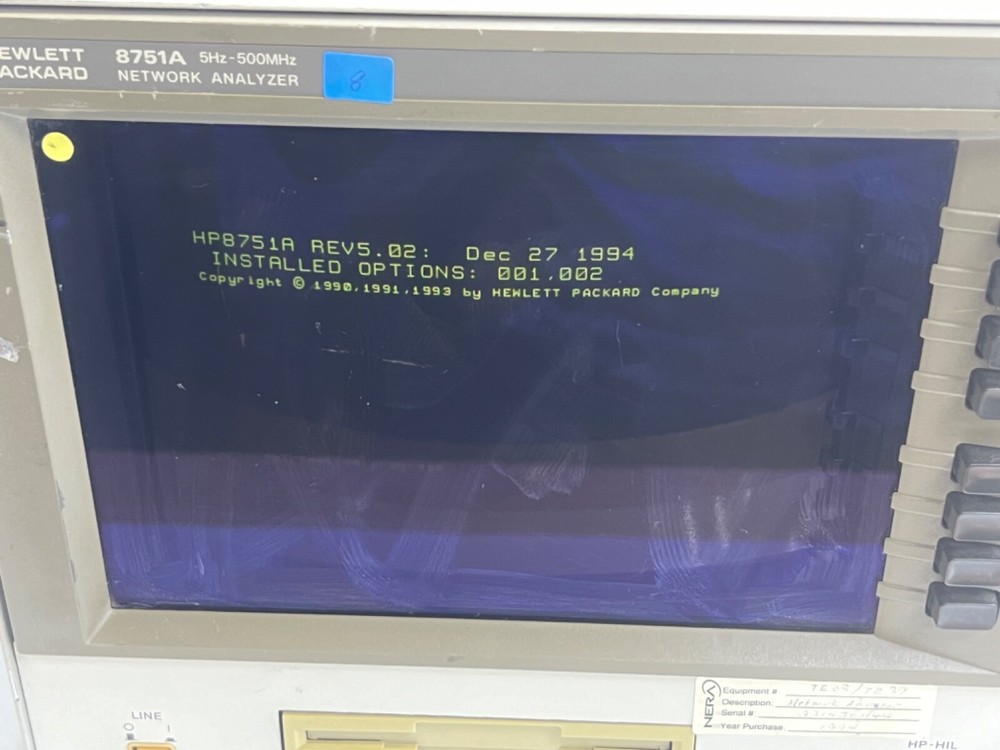 EWLETT
ACKARD
8751A 5Hz-500MHz
NETWORK ANALYZER
8
HP8751A REV5.02: Dec 27 1994
INSTALLED OPTIONS: 001,002
Copyright © 1990,1991,1993 by HEWLETT PACKARD Company
LINE
NERA
Equipment #
Description:
Serial #
Year Purchase
HP-HIL